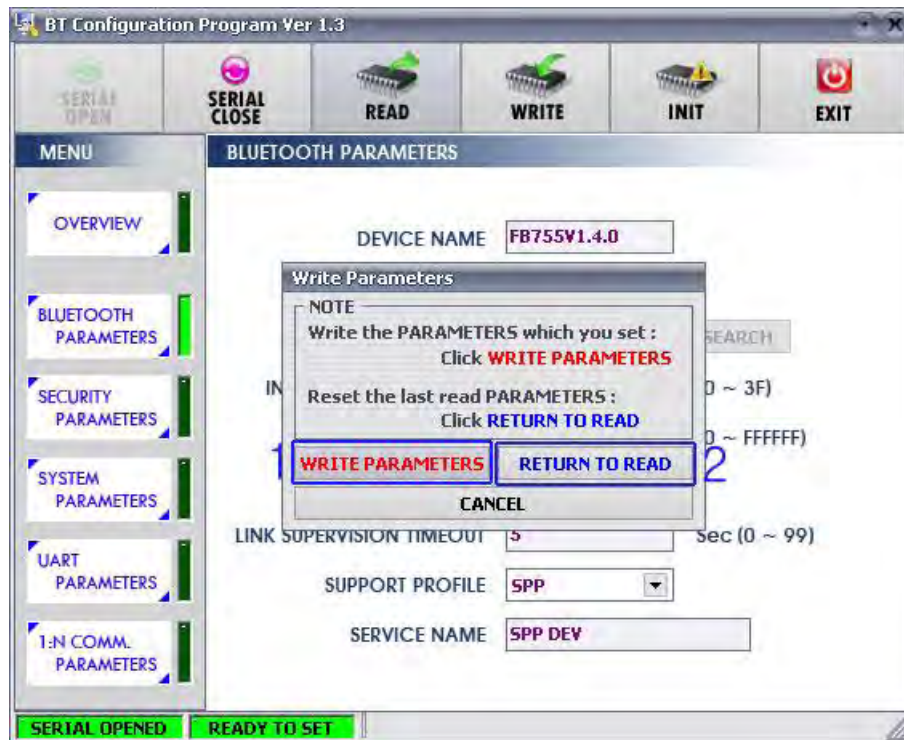 BT Configuration Program Ver 1.3
SERIAL OPEN
SERIAL CLOSE
READ
WRITE
INIT
EXIT
MENU
BLUETOOTH PARAMETERS
OVERVIEW
BLUETOOTH PARAMETERS
SECURITY PARAMETERS
SYSTEM PARAMETERS
UART PARAMETERS
1:N COMM. PARAMETERS
DEVICE NAME FB755V1.4.0
SEARCH
IN
0 ~ 3F)
0 ~ FFFFFF)
Write Parameters
NOTE
Write the PARAMETERS which you set :
Click WRITE PARAMETERS
Reset the last read PARAMETERS :
Click RETURN TO READ
1 WRITE PARAMETERS RETURN TO READ 2
CANCEL
LINK SUPERVISION TIMEOUT 5 Sec (0 ~ 99)
SUPPORT PROFILE SPP
SERVICE NAME SPP DEV
SERIAL OPENED READY TO SET